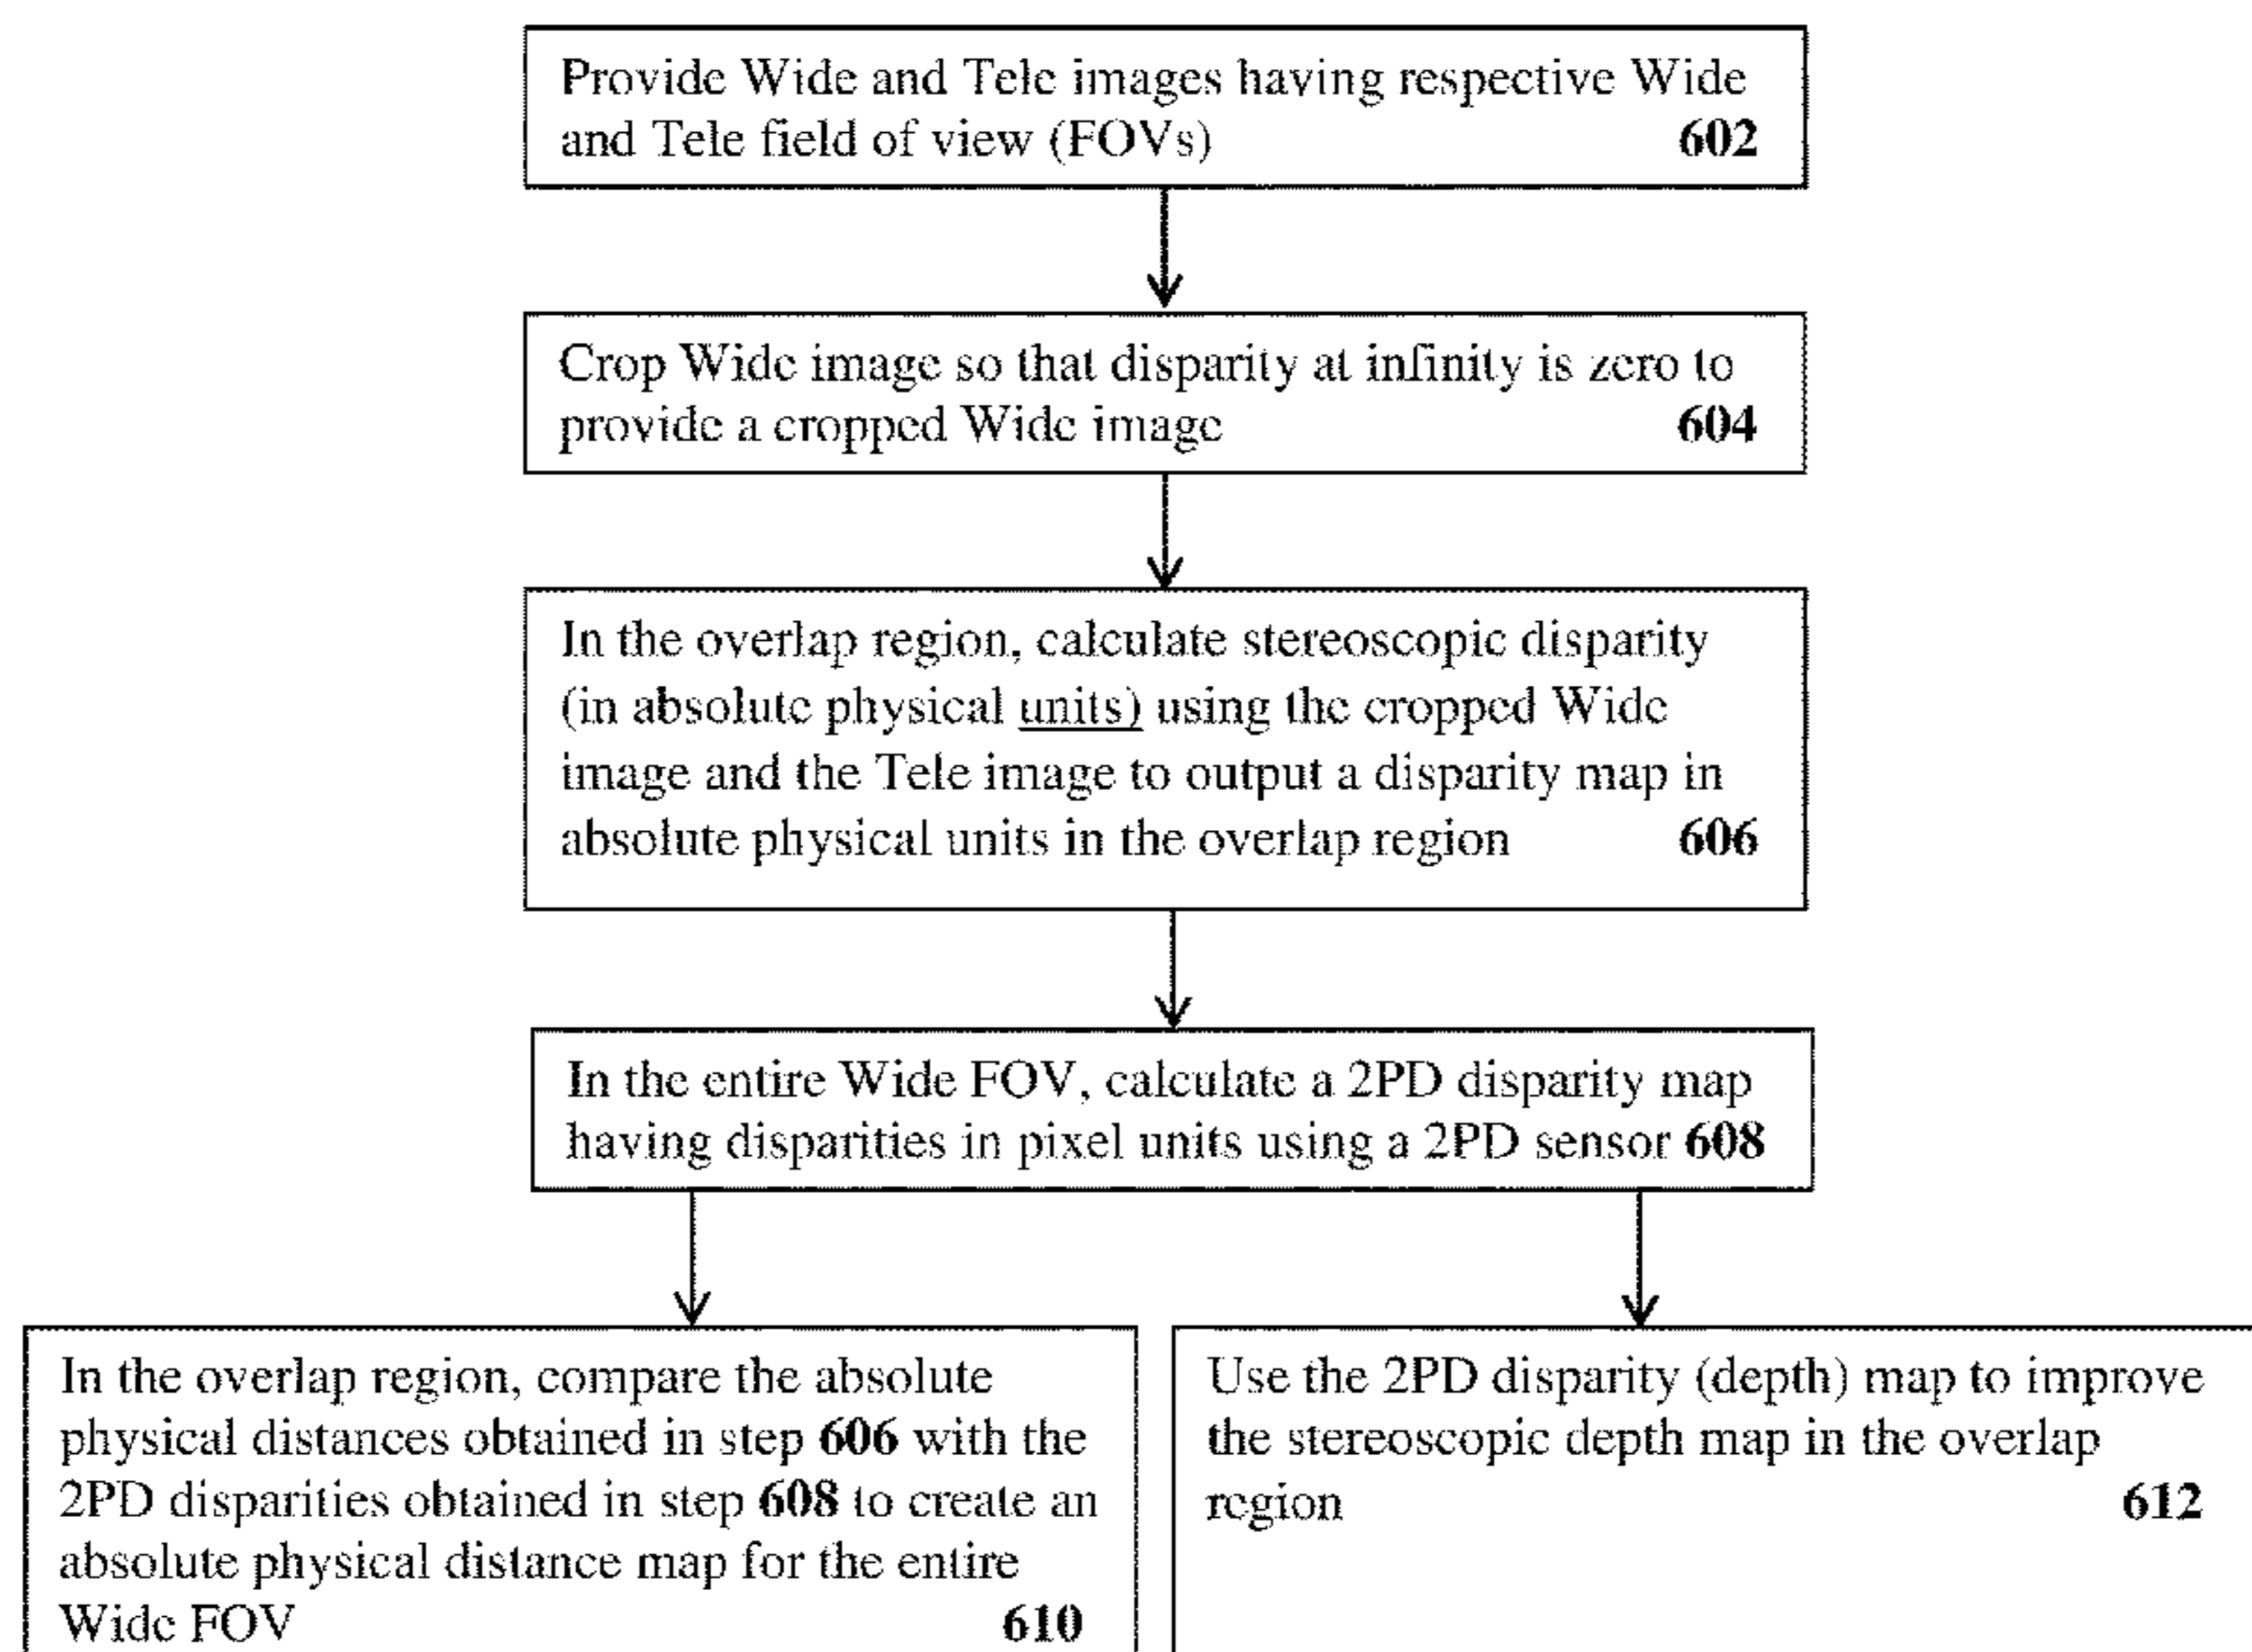 Provide Wide and Tele images having respective Wide
and Tele field of view (FOVs) 602
Crop Wide image so that disparity at infinity is zero to
provide a cropped Wide image 604
In the overlap region, calculate stereoscopic disparity
(in absolute physical units) using the cropped Wide
image and the Tele image to output a disparity map in
absolute physical units in the overlap region 606
In the entire Wide FOV, calculate a 2PD disparity map
having disparities in pixel units using a 2PD sensor 608
In the overlap region, compare the absolute
physical distances obtained in step 606 with the
2PD disparities obtained in step 608 to create an
absolute physical distance map for the entire
Wide FOV 610
Use the 2PD disparity (depth) map to improve
the stereoscopic depth map in the overlap
region 612